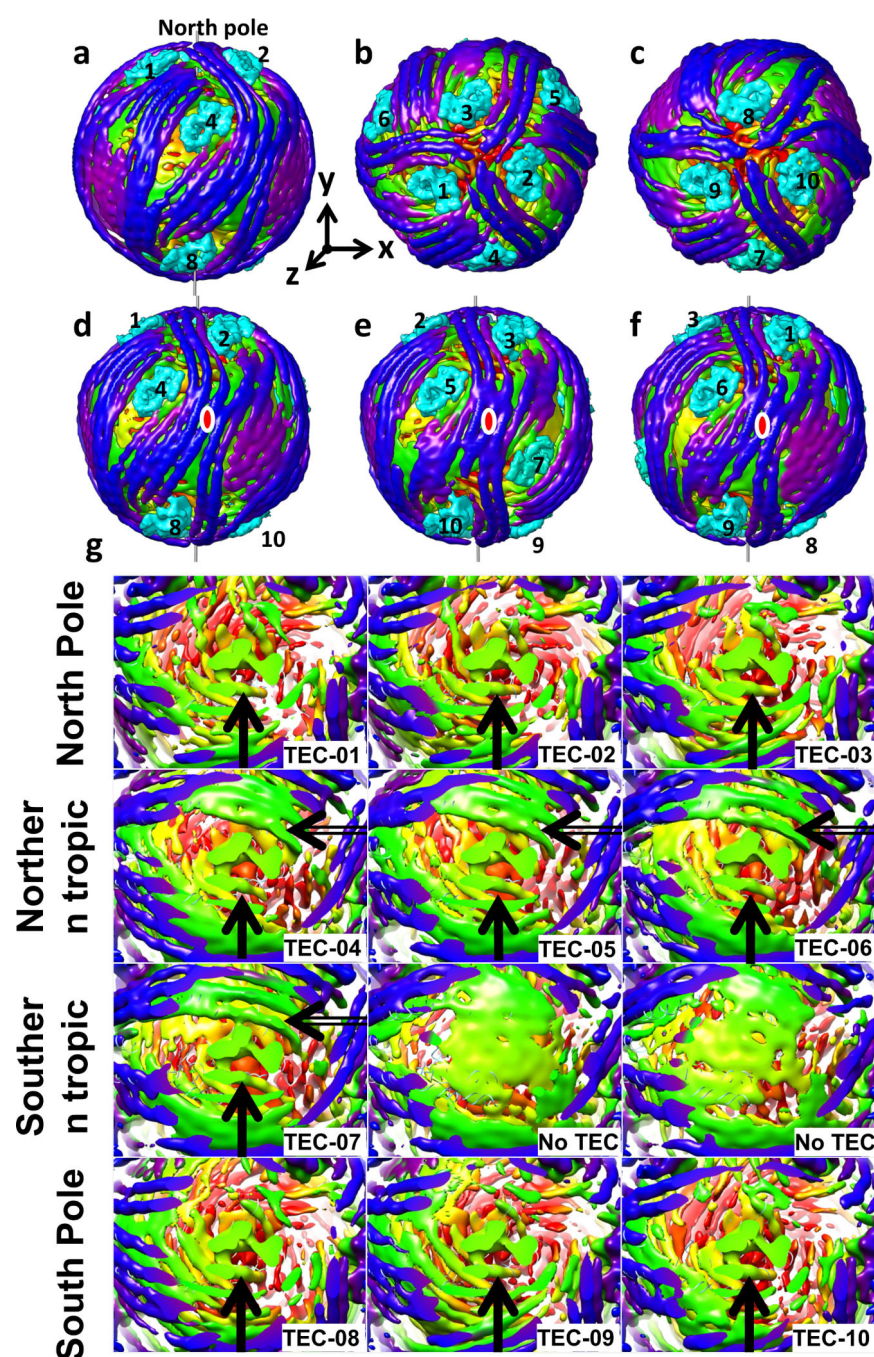 North pole
a
1
2
4
8
b
3
5
6
1
2
4
c
8
9
10
7
y
x
z
d
1
2
4
8
10
e
2
3
5
7
10
9
f
3
1
6
9
8
g
North Pole
TEC-01
TEC-02
TEC-03
Norther
n tropic
TEC-04
TEC-05
TEC-06
Souther
n tropic
TEC-07
No TEC
No TEC
South Pole
TEC-08
TEC-09
TEC-10